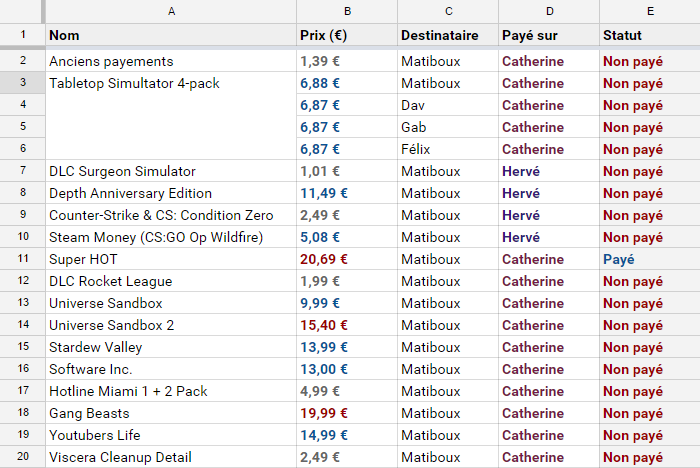 A B C D E
1 Nom Prix (€) Destinataire Payé sur Statut
2 Anciens payements 1,39 € Matiboux Catherine Non payé
3 Tabletop Simultator 4-pack 6,88 € Matiboux Catherine Non payé
4 6,87 € Dav Catherine Non payé
5 6,87 € Gab Catherine Non payé
6 6,87 € Félix Catherine Non payé
7 DLC Surgeon Simulator 1,01 € Matiboux Hervé Non payé
8 Depth Anniversary Edition 11,49 € Matiboux Hervé Non payé
9 Counter-Strike & CS: Condition Zero 2,49 € Matiboux Hervé Non payé
10 Steam Money (CS:GO Op Wildfire) 5,08 € Matiboux Hervé Non payé
11 Super HOT 20,69 € Matiboux Catherine Payé
12 DLC Rocket League 1,99 € Matiboux Catherine Non payé
13 Universe Sandbox 9,99 € Matiboux Catherine Non payé
14 Universe Sandbox 2 15,40 € Matiboux Catherine Non payé
15 Stardew Valley 13,99 € Matiboux Catherine Non payé
16 Software Inc. 13,00 € Matiboux Catherine Non payé
17 Hotline Miami 1 + 2 Pack 4,99 € Matiboux Catherine Non payé
18 Gang Beasts 19,99 € Matiboux Catherine Non payé
19 Youtubers Life 14,99 € Matiboux Catherine Non payé
20 Viscera Cleanup Detail 2,49 € Matiboux Catherine Non payé